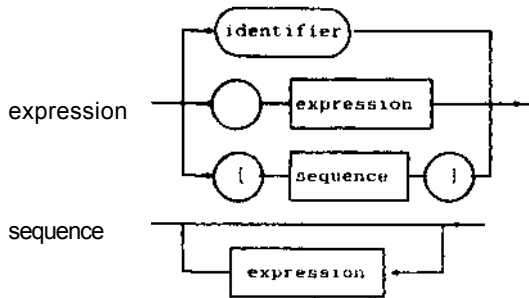 identifier
expression
expression
( sequence )
sequence
expression